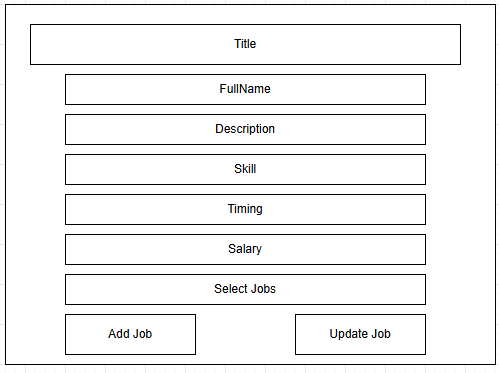 Title
FullName
Description
Skill
Timing
Salary
Select Jobs
Add Job
Update Job